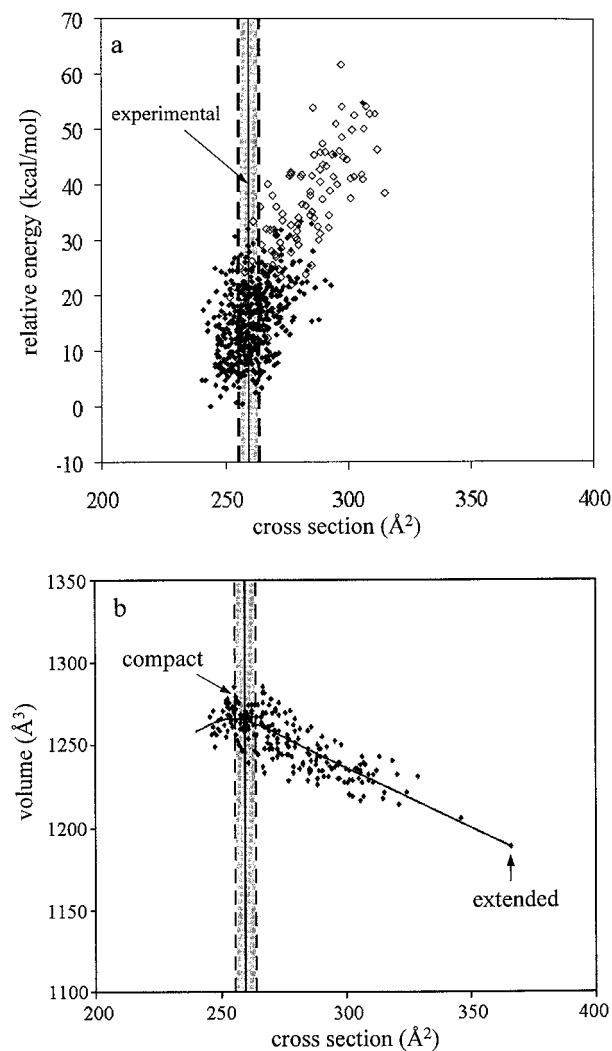 a
70
60
50
40
30
20
10
0
-10
relative energy (kcal/mol)
experimental
200 250 300 350 400
cross section (Å²)
b
1350
1300
1250
1200
1150
1100
volume (Å³)
compact
extended
200 250 300 350 400
cross section (Å²)